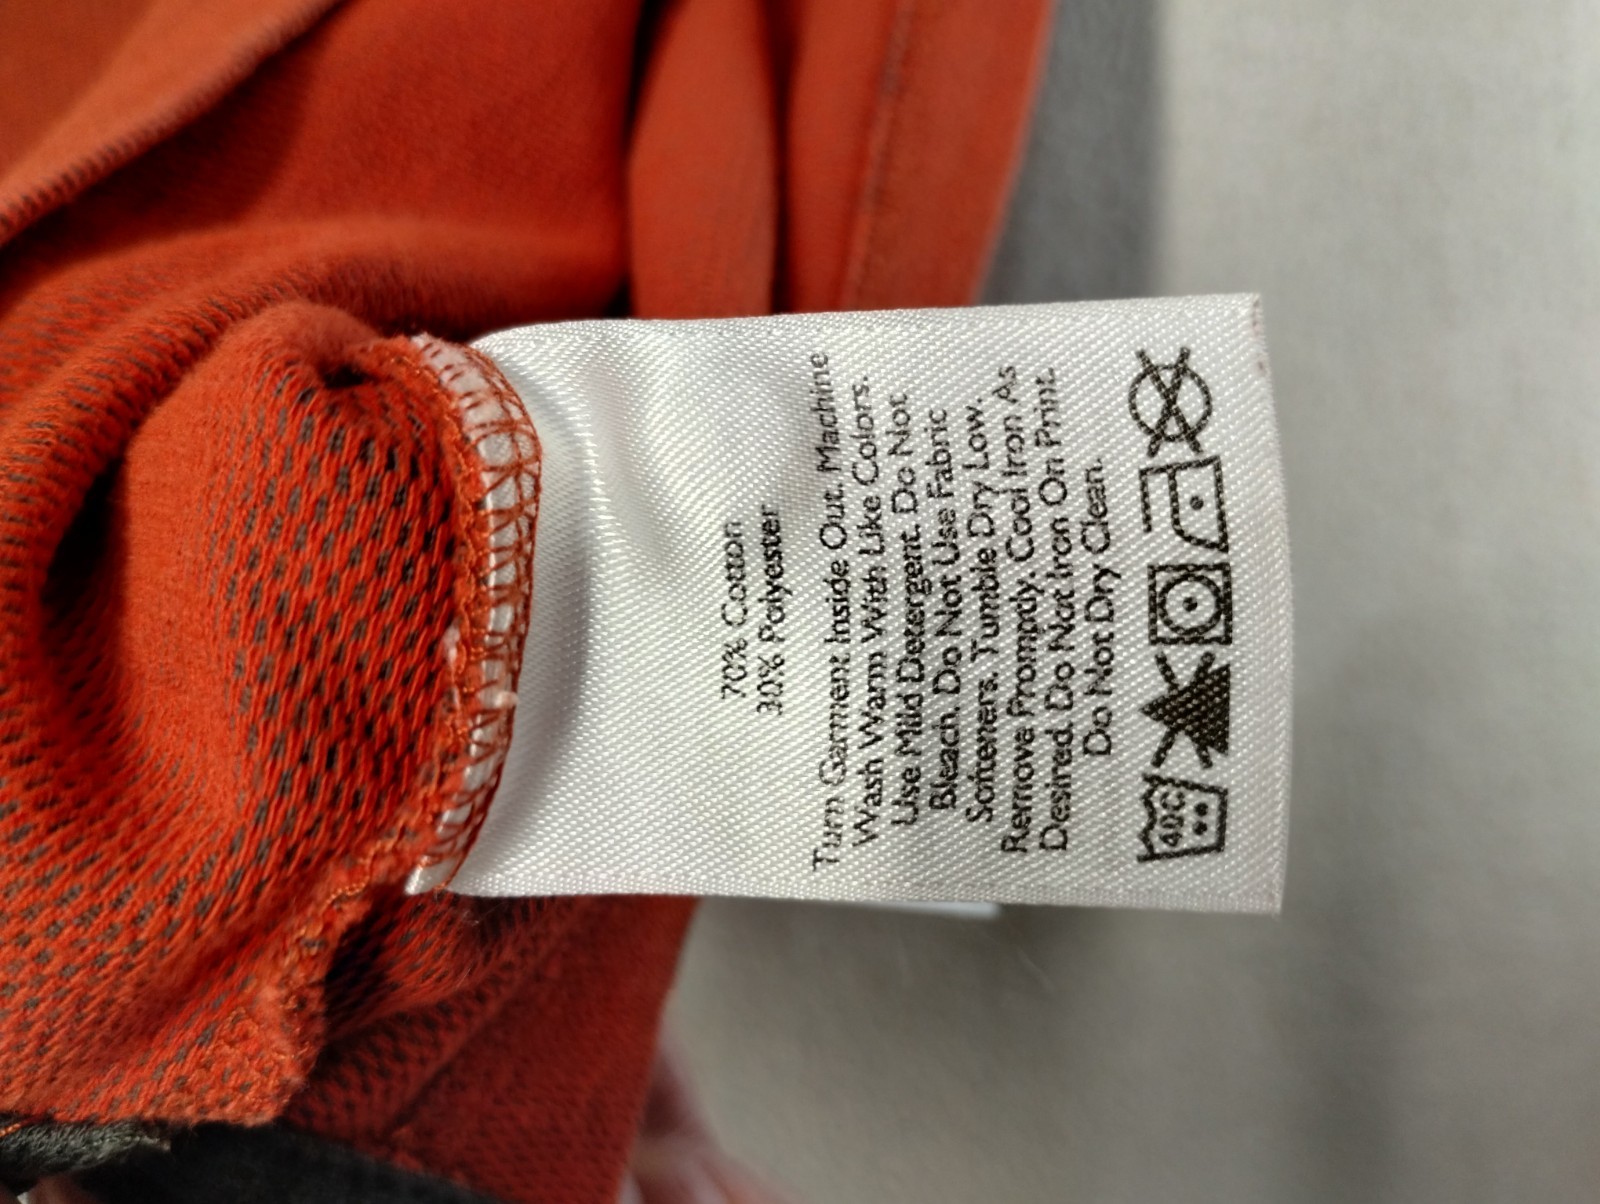 70% Cotton
30% Polyester
Turn Garment Inside Out. Machine
Wash Warm With Like Colors.
Use Mild Detergent. Do Not
Bleach. Do Not Use Fabric
Softeners. Tumble Dry Low.
Remove Promptly. Cool Iron As
Desired. Do Not Iron On Print.
Do Not Dry Clean.
40C